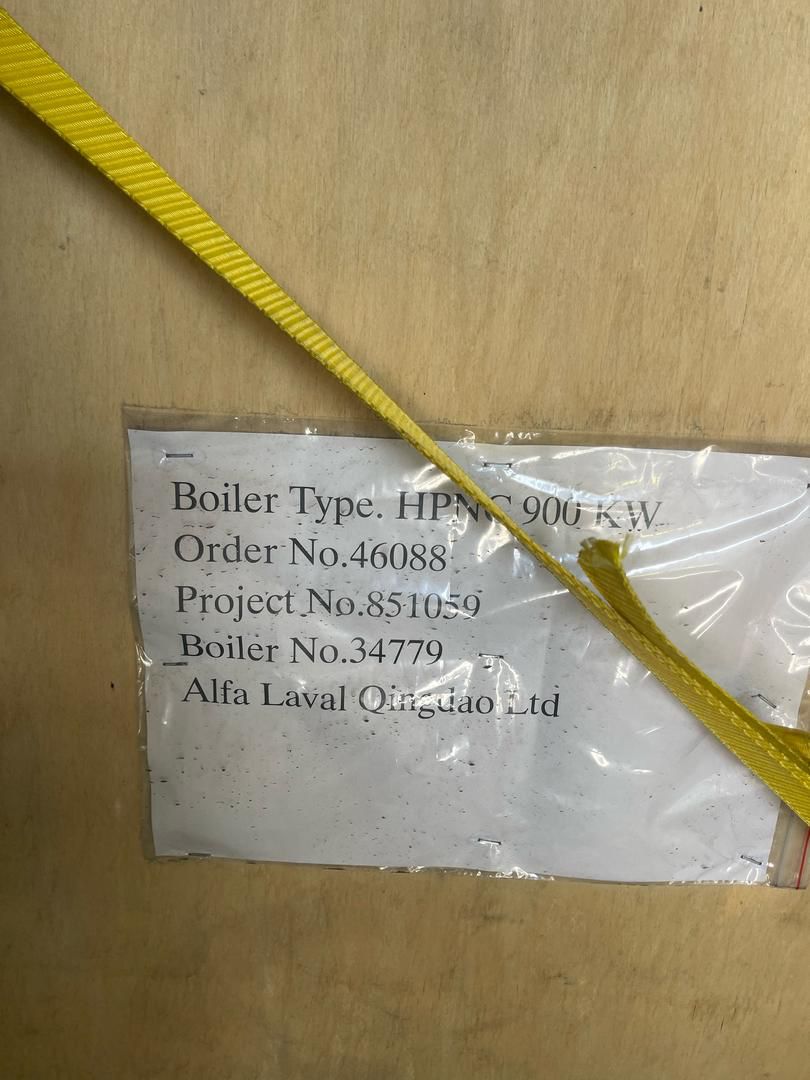 Boiler Type. HPNC 900 KW
Order No.46088
Project No.851059
Boiler No.34779
Alfa Laval Qingdao Ltd